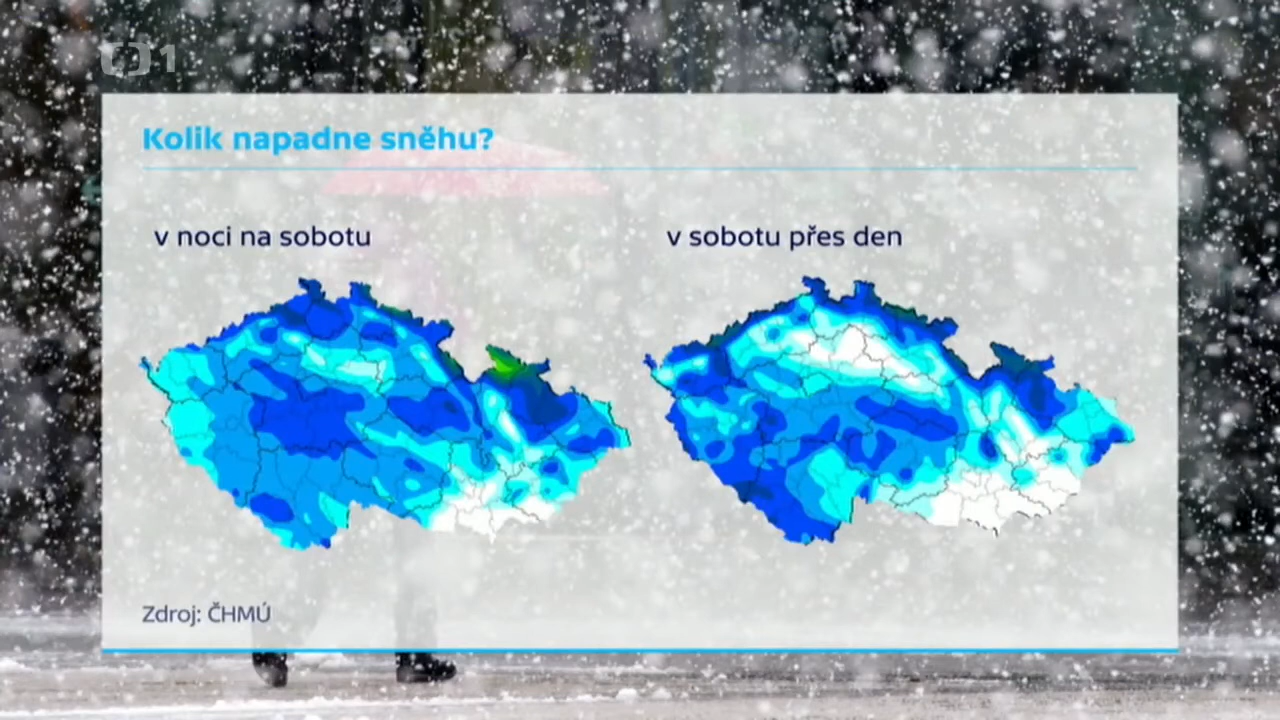 ČT1
Kolik napadne sněhu?
v noci na sobotu
v sobotu přes den
Zdroj: ČHMÚ